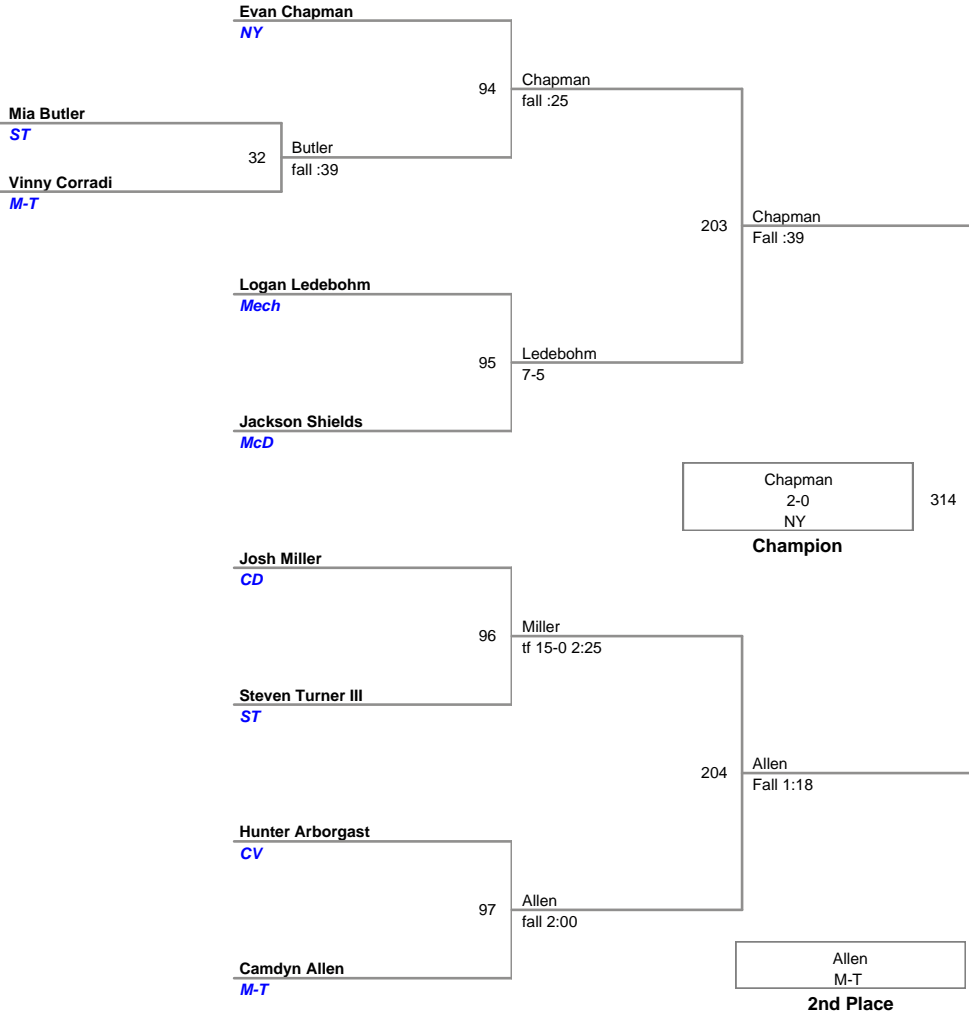 Evan Chapman
NY
94
Chapman
fall :25
Mia Butler
ST
32
Butler
fall :39
Vinny Corradi
M-T
203
Chapman
Fall :39
Logan Ledebohm
Mech
95
Ledebohm
7-5
Jackson Shields
McD
Chapman
2-0
NY
314
Champion
Josh Miller
CD
96
Miller
tf 15-0 2:25
Steven Turner III
ST
204
Allen
Fall 1:18
Hunter Arborgast
CV
97
Allen
fall 2:00
Camdyn Allen
M-T
Allen
M-T
2nd Place